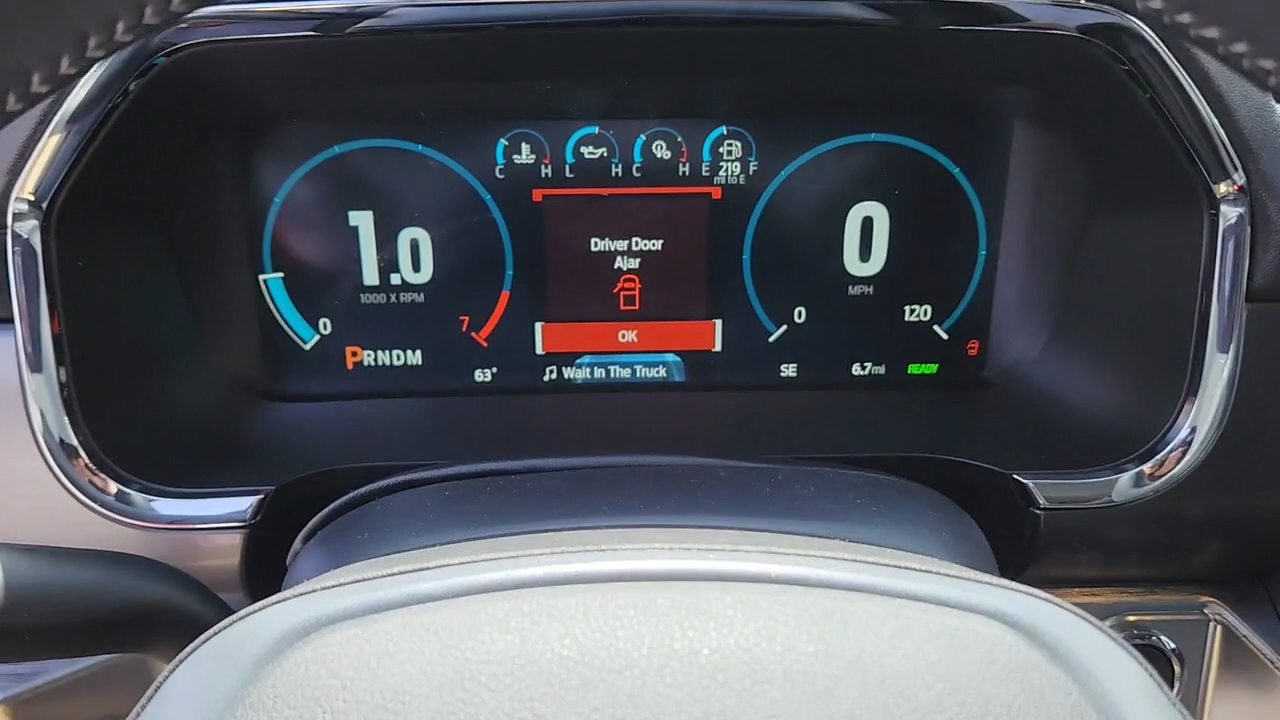 C H L H C H E 219 F
mi to E
1.0
1000 X RPM
0
7
PRNDM
63°
Driver Door
Ajar
OK
Wait In The Truck
0
MPH
0
120
SE
6.7mi
READY